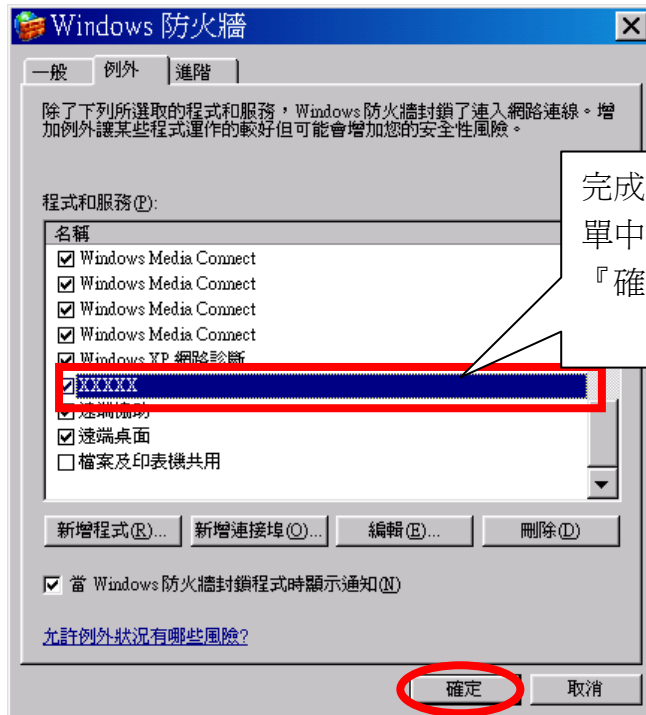 Windows 防火牆
一般 例外 進階
除了下列所選取的程式和服務，Windows 防火牆封鎖了連入網路連線。增
加例外讓某些程式運作的較好但可能會增加您的安全性風險。
完成
單中
『確
程式和服務(P):
名稱
Windows Media Connect
Windows Media Connect
Windows Media Connect
Windows Media Connect
Windows XP 網路診斷
XXXXX
遠端協助
遠端桌面
檔案及印表機共用
新增程式(R)... 新增連接埠(O)... 編輯(E)... 刪除(D)
當 Windows 防火牆封鎖程式時顯示通知(N)
允許例外狀況有哪些風險?
確定 取消